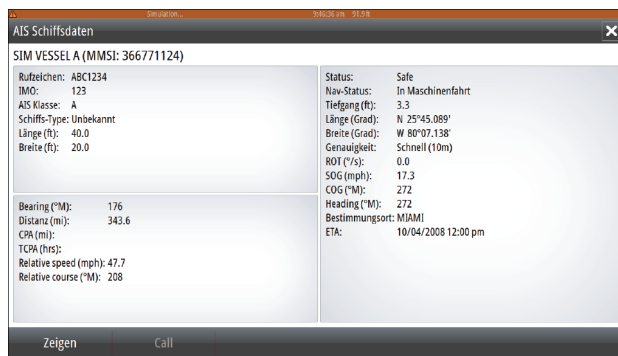 Simulation... 9:46:36 am 91.9 ft
AIS Schiffsdaten
SIM VESSEL A (MMSI: 366771124)
Rufzeichen: ABC1234
IMO: 123
AIS Klasse: A
Schiffs-Type: Unbekannt
Länge (ft): 40.0
Breite (ft): 20.0
Bearing (°M): 176
Distanz (mi): 343.6
CPA (mi):
TCPA (hrs):
Relative speed (mph): 47.7
Relative course (°M): 208
Status: Safe
Nav-Status: In Maschinenfahrt
Tiefgang (ft): 3.3
Länge (Grad): N 25°45.089'
Breite (Grad): W 80°07.138'
Genauigkeit: Schnell (10m)
ROT (°/s): 0.0
SOG (mph): 17.3
COG (°M): 272
Heading (°M): 272
Bestimmungsort: MIAMI
ETA: 10/04/2008 12:00 pm
Zeigen Call